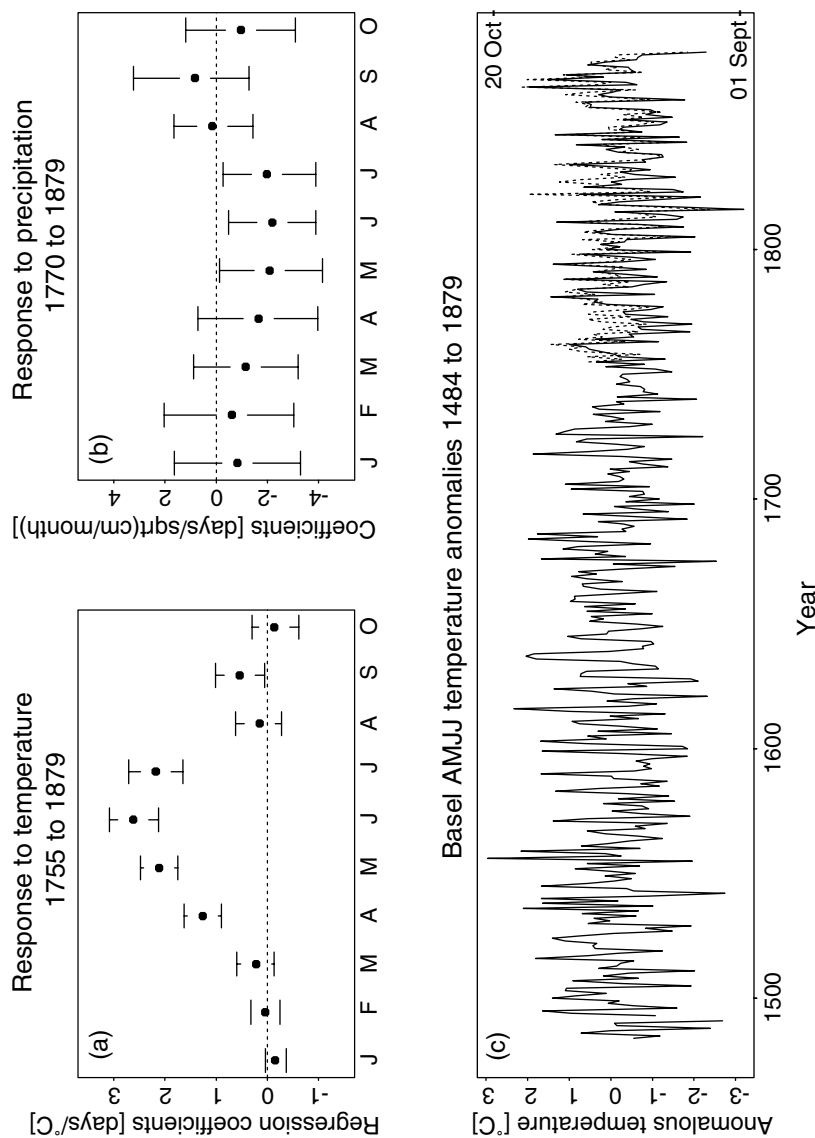 Response to temperature
1755 to 1879
(a)
Regression coefficients [days/°C]
3
2
1
0
-1
J F M A M J J A S O
Response to precipitation
1770 to 1879
(b)
Coefficients [days/sqrt(cm/month)]
4
2
0
-2
-4
J F M A M J J A S O
Basel AMJJ temperature anomalies 1484 to 1879
(c)
20 Oct
01 Sept
Anomalous temperature [°C]
3
2
1
0
-1
-2
-3
1500 1600 1700 1800
Year